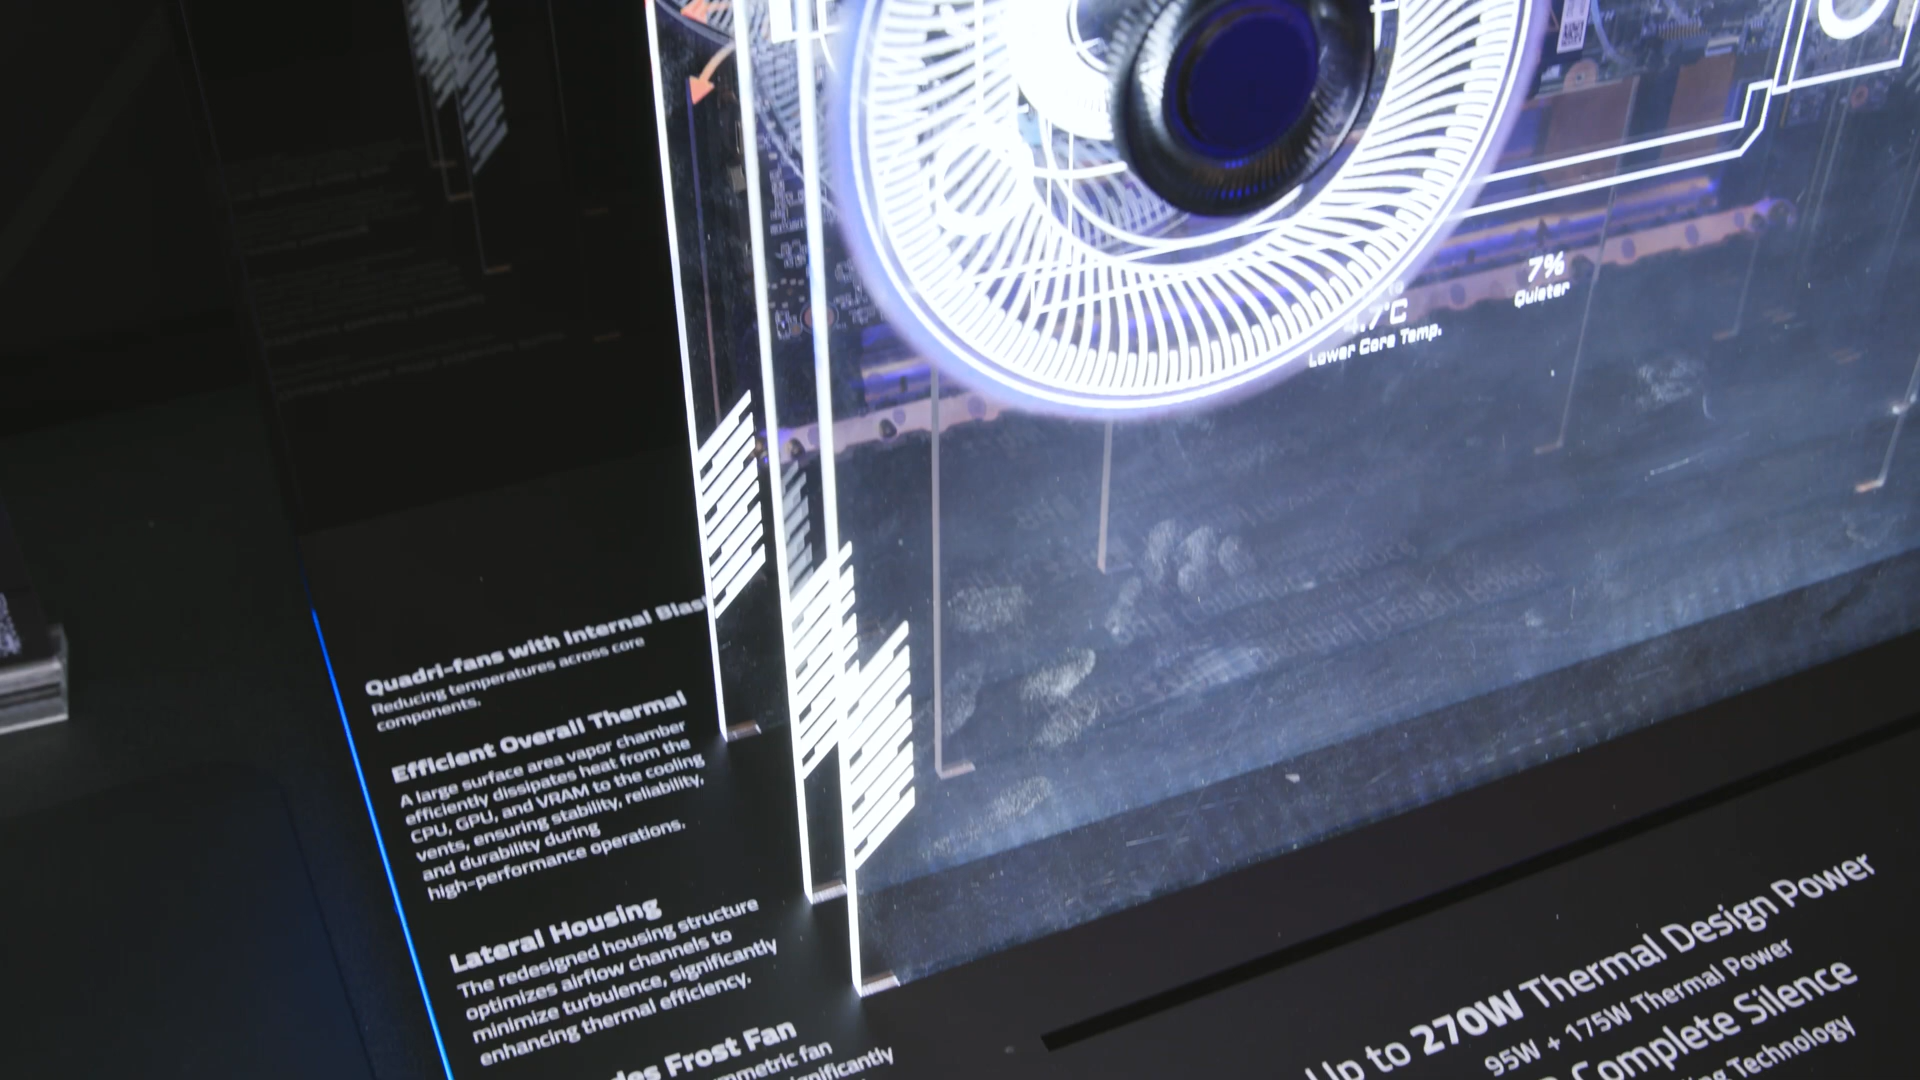 7%
Quieter
.7°C
Lower Core Temp.
Quadri-fans with Internal Blast
Reducing temperatures across core
components.
Efficient Overall Thermal
A large surface area vapor chamber
efficiently dissipates heat from the
CPU, GPU, and VRAM to the cooling
vents, ensuring stability, reliability,
and durability during
high-performance operations.
Lateral Housing
The redesigned housing structure
optimizes airflow channels to
minimize turbulence, significantly
enhancing thermal efficiency.
Frost Fan
fan
Up to 270W Thermal Design Power
95W + 175W Thermal Power
Complete Silence
Technology